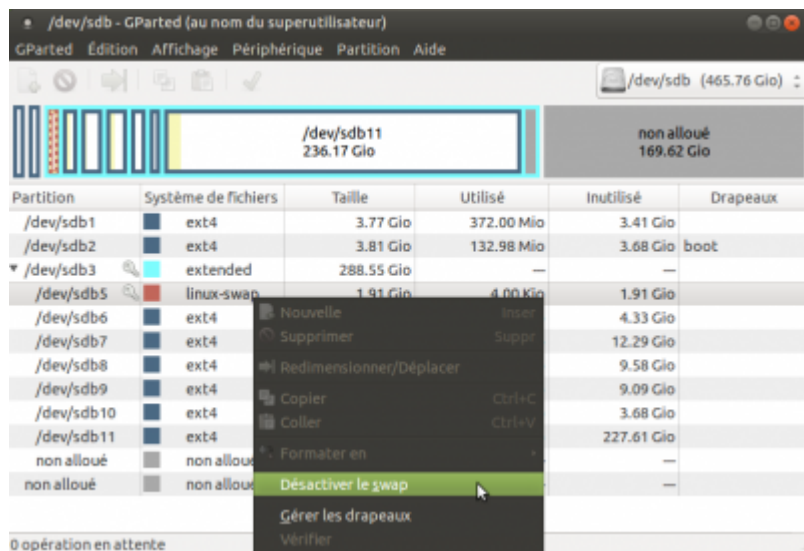 /dev/sdb - GParted (au nom du superutilisateur)
GParted Édition Affichage Périphérique Partition Aide
/dev/sdb (465.76 Gio)
/dev/sdb11
236.17 Gio
non alloué
169.62 Gio
Partition Système de fichiers Taille Utilisé Inutilisé Drapeaux
/dev/sdb1 ext4 3.77 Gio 372.00 Mio 3.41 Gio
/dev/sdb2 ext4 3.81 Gio 132.98 Mio 3.68 Gio boot
/dev/sdb3 extended 288.55 Gio — —
/dev/sdb5 linux-swap 1.91 Gio 4.00 Kio 1.91 Gio
/dev/sdb6 ext4 4.33 Gio
/dev/sdb7 ext4 12.29 Gio
/dev/sdb8 ext4 9.58 Gio
/dev/sdb9 ext4 9.09 Gio
/dev/sdb10 ext4 3.68 Gio
/dev/sdb11 ext4 227.61 Gio
non alloué non alloué —
non alloué non alloué —
Nouvelle Inser
Supprimer Suppr
Redimensionner/Déplacer
Copier Ctrl+C
Coller Ctrl+V
Formater en
Désactiver le swap
Gérer les drapeaux
Vérifier
0 opération en attente